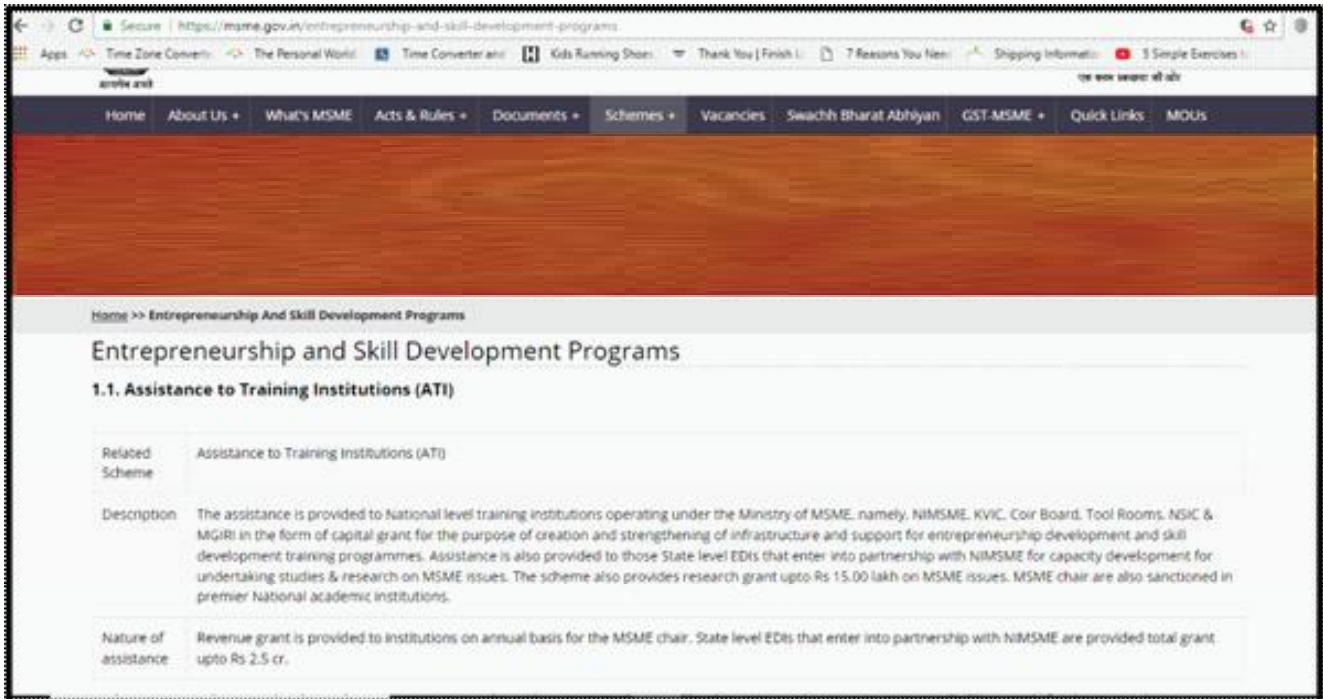 Secure | https://msme.gov.in/entrepreneurship-and-skill-development-programs
Apps Time Zone Convert The Personal World Time Converter and Kids Running Shoes Thank You | Finish 7 Reasons You Nee Shipping Informati 5 Simple Exercises
सत्यमेव जयते
Home About Us + What's MSME Acts & Rules + Documents + Schemes + Vacancies Swachh Bharat Abhiyan GST-MSME + Quick Links MOUs
Home >> Entrepreneurship And Skill Development Programs
Entrepreneurship and Skill Development Programs
1.1. Assistance to Training Institutions (ATI)
Related Scheme
Assistance to Training Institutions (ATI)
Description
The assistance is provided to National level training institutions operating under the Ministry of MSME, namely, NIMSME, KVIC, Coir Board, Tool Rooms, NSIC &
MGIRI in the form of capital grant for the purpose of creation and strengthening of infrastructure and support for entrepreneurship development and skill
development training programmes. Assistance is also provided to those State level EDIs that enter into partnership with NIMSME for capacity development for
undertaking studies & research on MSME issues. The scheme also provides research grant upto Rs 15.00 lakh on MSME issues. MSME chair are also sanctioned in
premier National academic institutions.
Nature of assistance
Revenue grant is provided to institutions on annual basis for the MSME chair. State level EDIs that enter into partnership with NIMSME are provided total grant
upto Rs 2.5 cr.